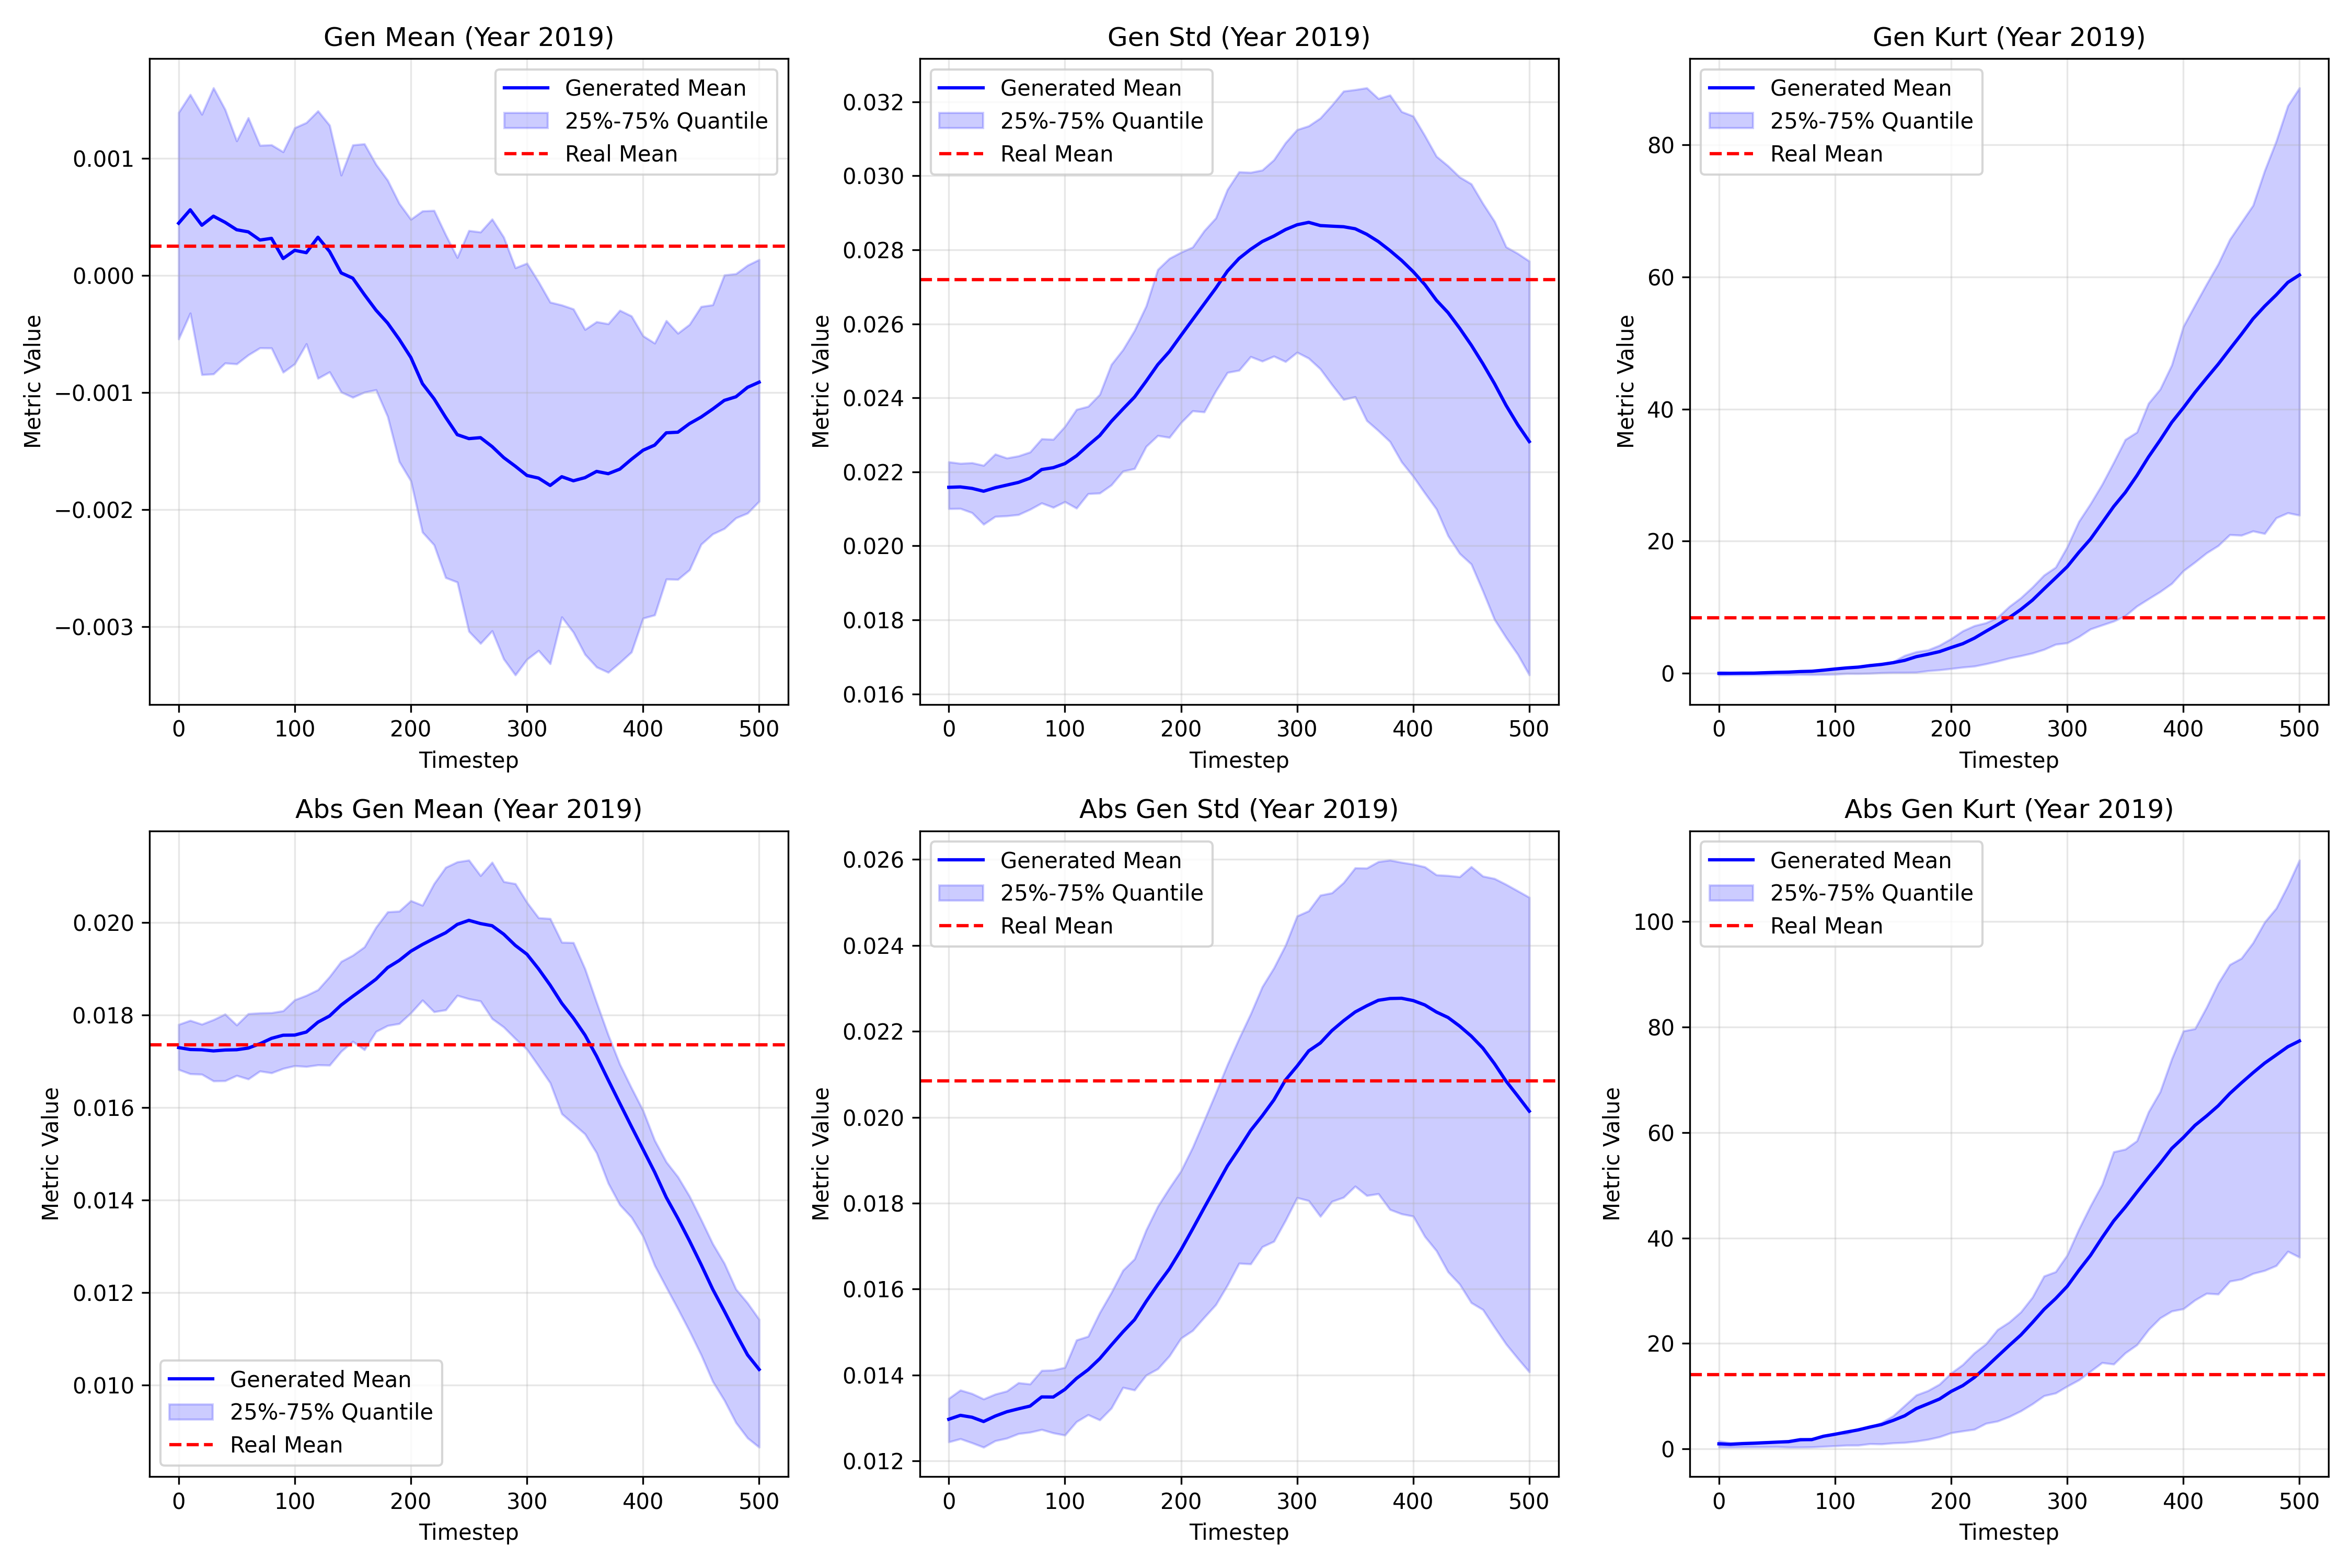 Gen Mean (Year 2019)
Generated Mean
25%-75% Quantile
Real Mean
Metric Value
0.001
0.000
−0.001
−0.002
−0.003
0 100 200 300 400 500
Timestep
Gen Std (Year 2019)
Generated Mean
25%-75% Quantile
Real Mean
Metric Value
0.032
0.030
0.028
0.026
0.024
0.022
0.020
0.018
0.016
0 100 200 300 400 500
Timestep
Gen Kurt (Year 2019)
Generated Mean
25%-75% Quantile
Real Mean
Metric Value
80
60
40
20
0
0 100 200 300 400 500
Timestep
Abs Gen Mean (Year 2019)
Metric Value
0.020
0.018
0.016
0.014
0.012
0.010
Generated Mean
25%-75% Quantile
Real Mean
0 100 200 300 400 500
Timestep
Abs Gen Std (Year 2019)
Generated Mean
25%-75% Quantile
Real Mean
Metric Value
0.026
0.024
0.022
0.020
0.018
0.016
0.014
0.012
0 100 200 300 400 500
Timestep
Abs Gen Kurt (Year 2019)
Generated Mean
25%-75% Quantile
Real Mean
Metric Value
100
80
60
40
20
0
0 100 200 300 400 500
Timestep